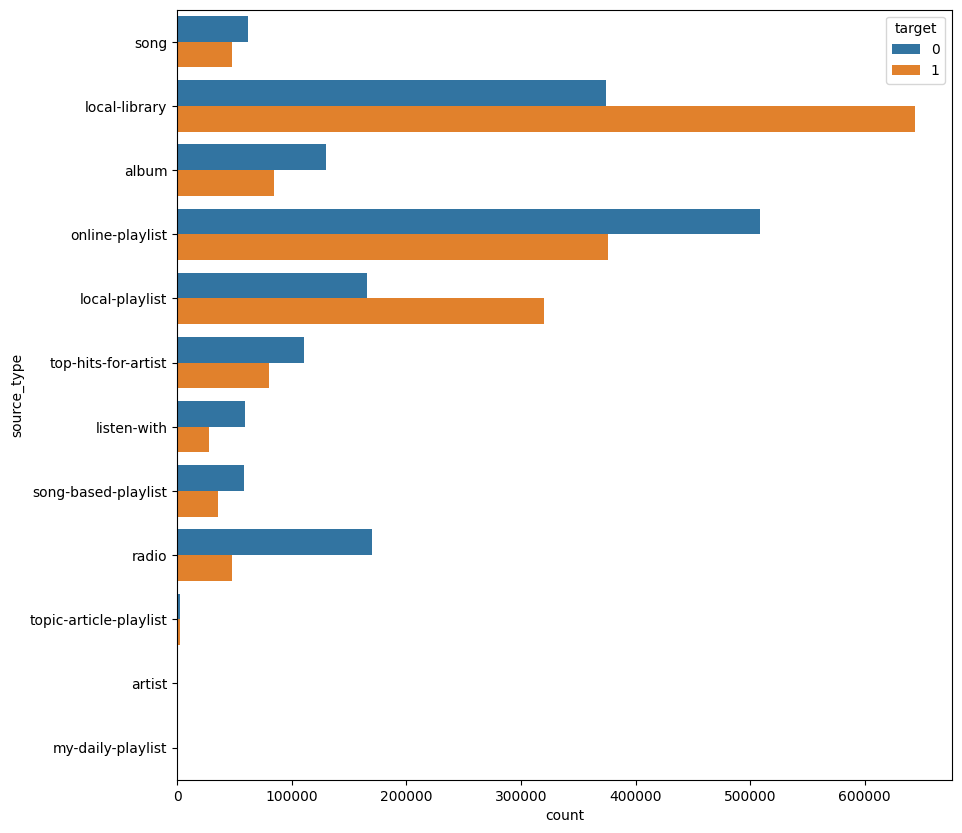 target
0
1
song
local-library
album
online-playlist
local-playlist
top-hits-for-artist
listen-with
song-based-playlist
radio
topic-article-playlist
artist
my-daily-playlist
source_type
0 100000 200000 300000 400000 500000 600000
count